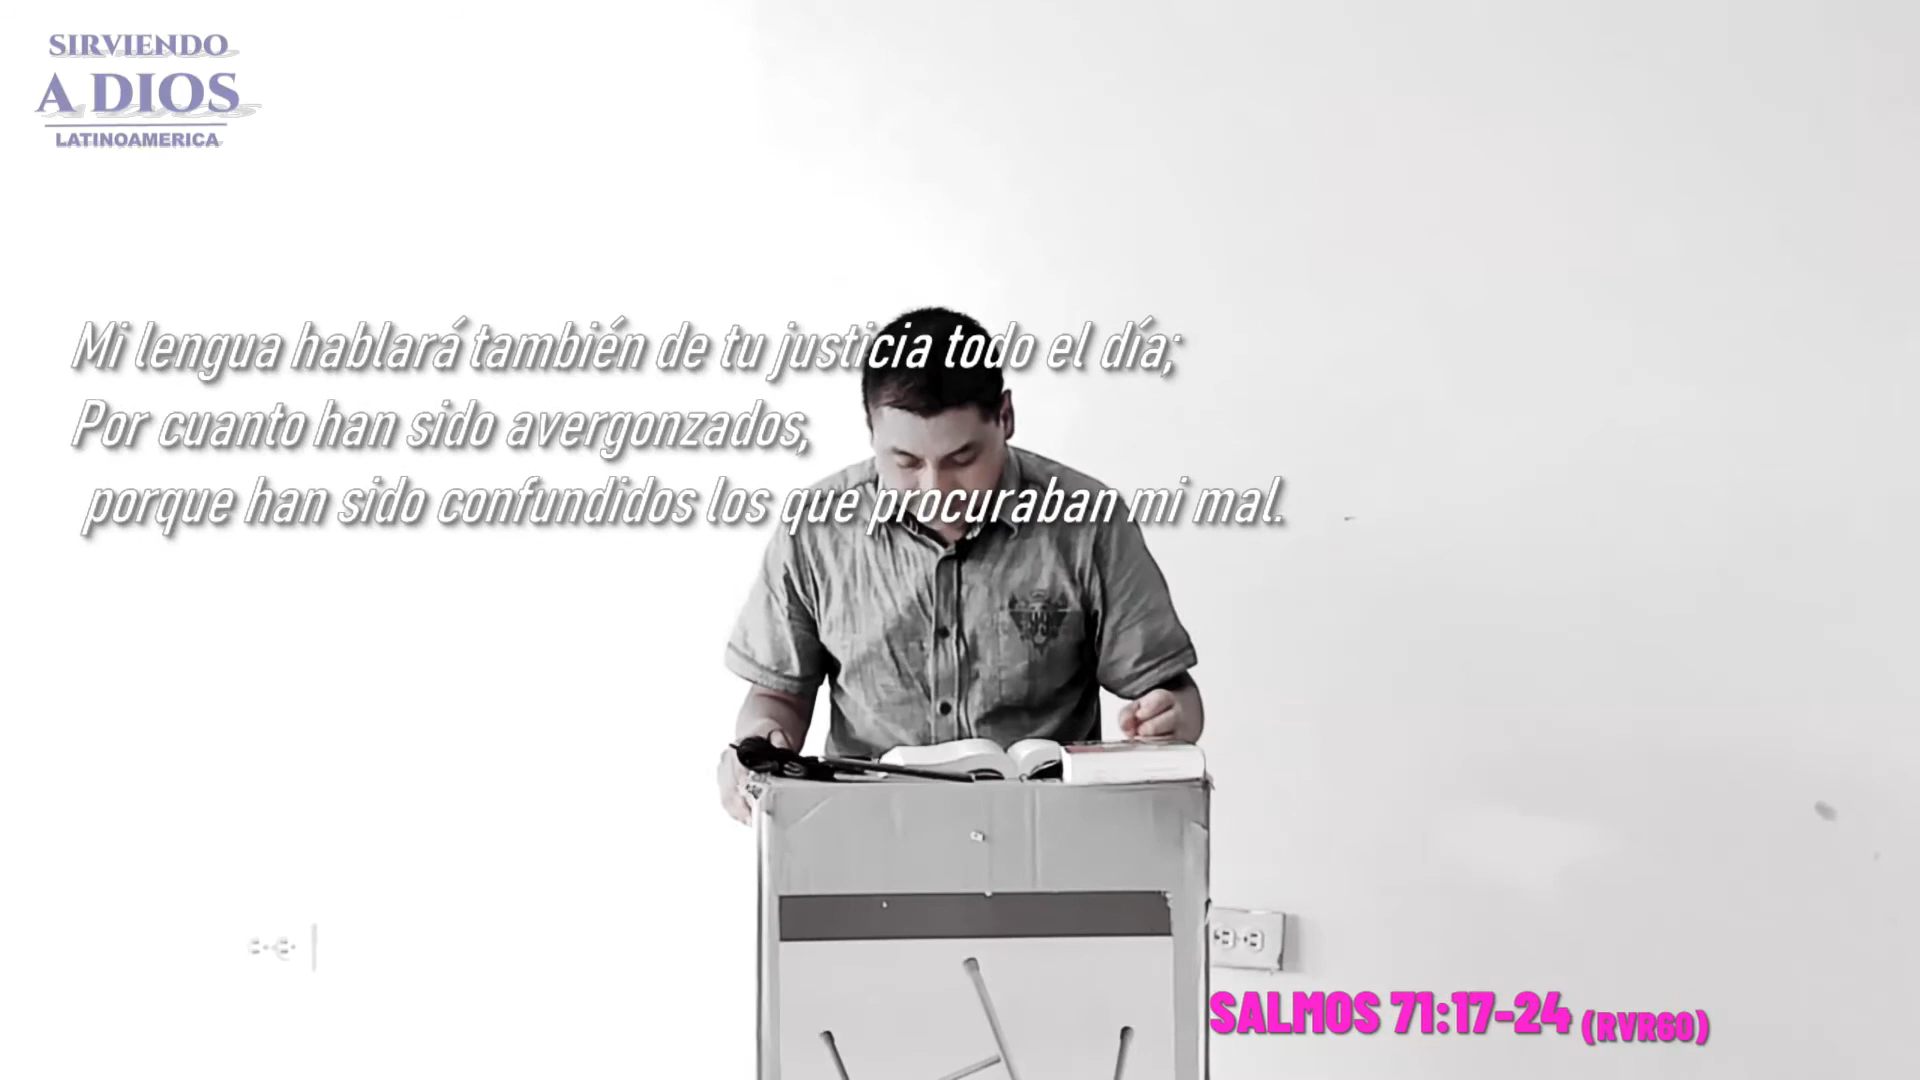 SIRVIENDO
A DIOS
LATINOAMERICA
Mi lengua hablará también de tu justicia todo el día;
Por cuanto han sido avergonzados,
porque han sido confundidos los que procuraban mi mal.
SALMOS 71:17-24 (RVR60)